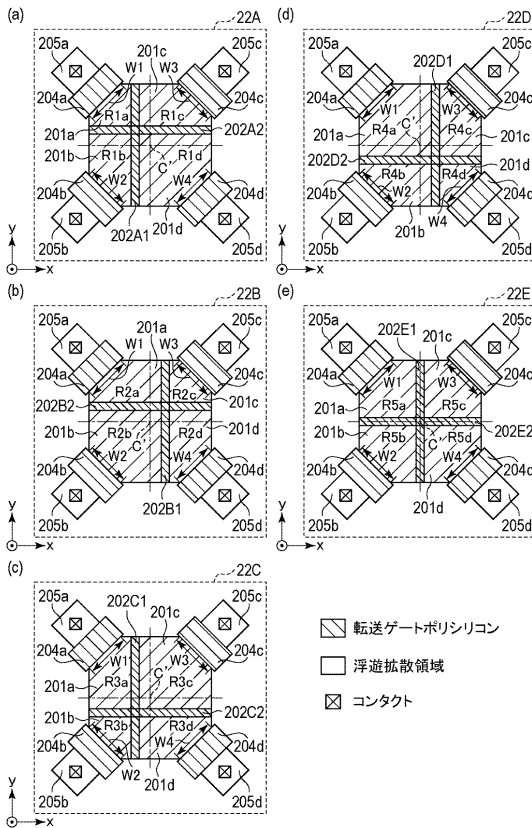 (a)
22A
205a
201c
205c
W1
W3
204a
204c
R1a
R1c
201a
202A2
201b
R1b
R1d
C'
W2
W4
204b
204d
205b
202A1
201d
205d
y
x
(b)
22B
205a
201a
205c
W1
W3
204a
204c
R2a
R2c
201c
202B2
201b
R2b
R2d
201d
C'
W2
W4
204b
204d
205b
202B1
205d
y
x
(c)
22C
205a
202C1
201c
205c
W1
W3
204a
204c
R3a
C'
R3c
201a
201b
202C2
R3b
R3d
204b
W4
204d
205b
W2
201d
205d
y
x
(d)
22D
205a
202D1
205c
W1
W3
204a
204c
R4a
C'
R4c
201a
201c
202D2
201d
R4b
R4d
204b
W2
204d
205b
201b
W4
205d
y
x
(e)
22E
205a
202E1
201c
205c
W1
W3
204a
204c
R5a
R5c
201a
201b
202E2
R5b
R5d
C'
W2
W4
204b
204d
205b
201d
205d
y
x
転送ゲートポリシリコン
浮遊拡散領域
コンタクト